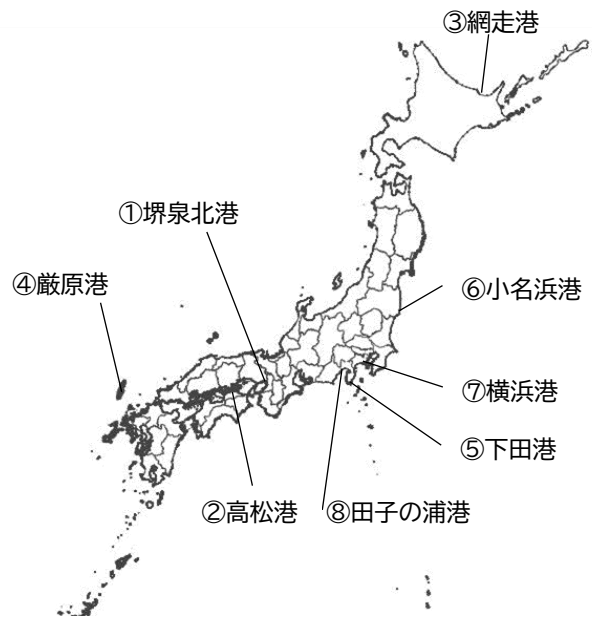 ③網走港
①堺泉北港
④厳原港
⑥小名浜港
⑦横浜港
⑤下田港
②高松港
⑧田子の浦港